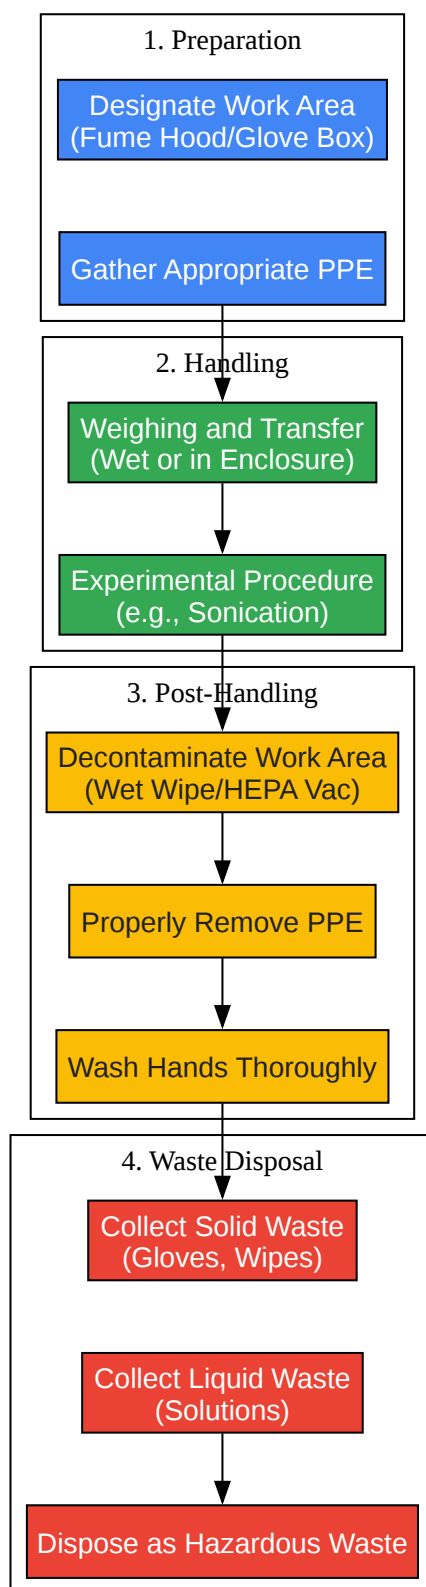 1. Preparation
Designate Work Area
(Fume Hood/Glove Box)
Gather Appropriate PPE
2. Handling
Weighing and Transfer
(Wet or in Enclosure)
Experimental Procedure
(e.g., Sonication)
3. Post-Handling
Decontaminate Work Area
(Wet Wipe/HEPA Vac)
Properly Remove PPE
Wash Hands Thoroughly
4. Waste Disposal
Collect Solid Waste
(Gloves, Wipes)
Collect Liquid Waste
(Solutions)
Dispose as Hazardous Waste